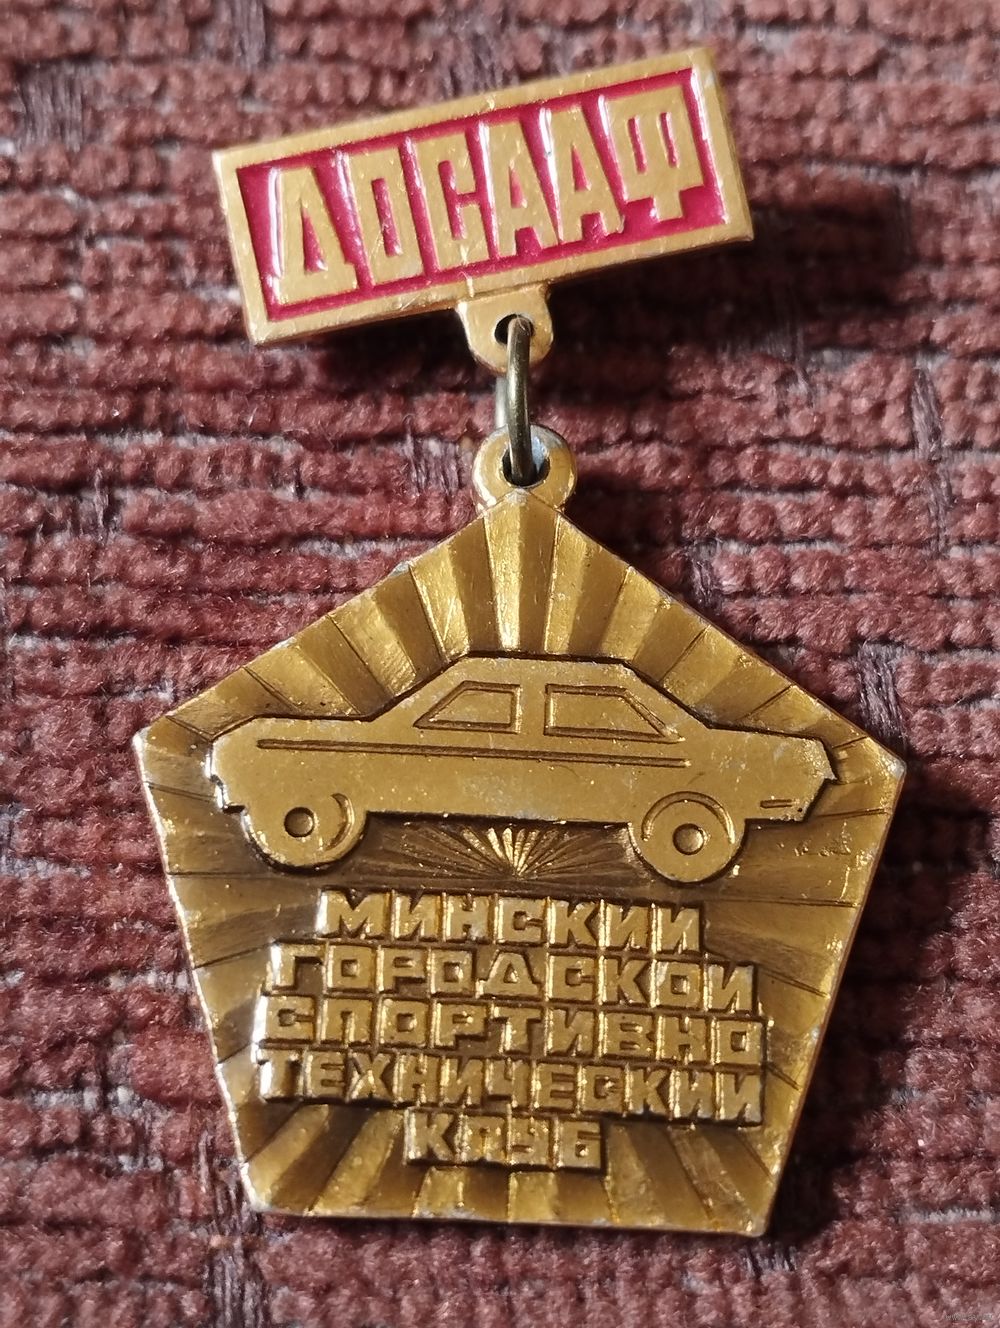 ДОСААФ
МИНСКИЙ
ГОРОДСКОЙ
СПОРТИВНО
ТЕХНИЧЕСКИЙ
КЛУБ